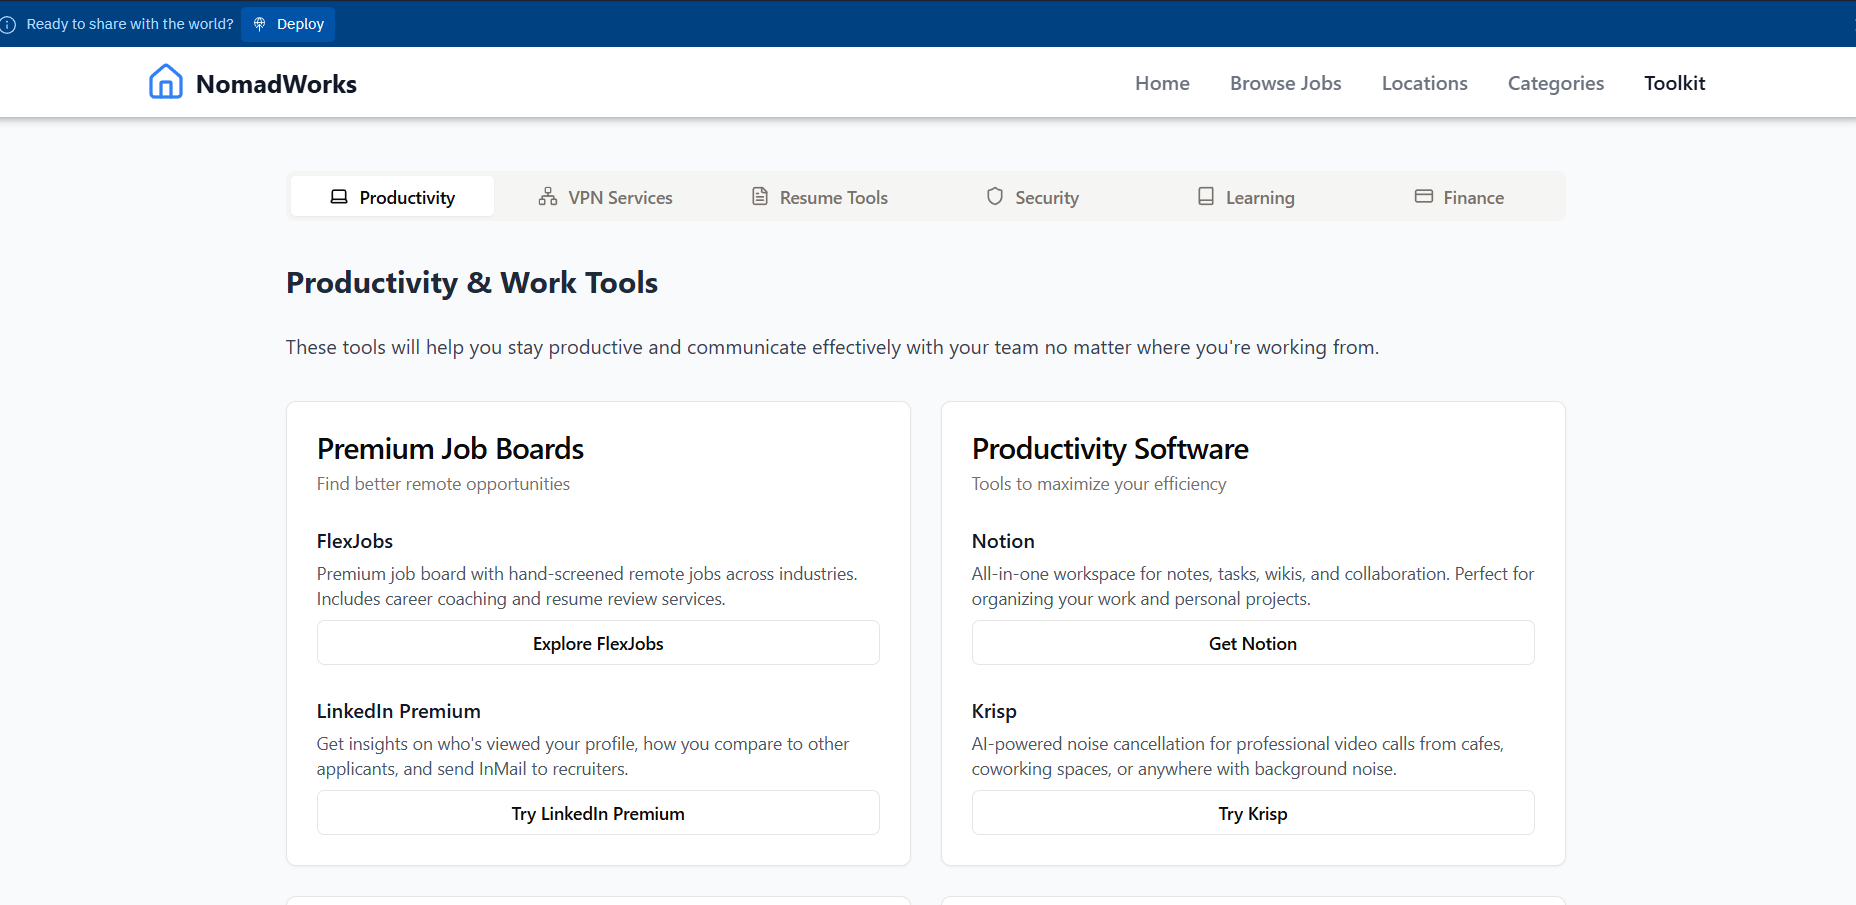 Ready to share with the world? Deploy
NomadWorks
Home Browse Jobs Locations Categories Toolkit
Productivity VPN Services Resume Tools Security Learning Finance
Productivity & Work Tools
These tools will help you stay productive and communicate effectively with your team no matter where you're working from.
Premium Job Boards
Find better remote opportunities
FlexJobs
Premium job board with hand-screened remote jobs across industries.
Includes career coaching and resume review services.
Explore FlexJobs
LinkedIn Premium
Get insights on who's viewed your profile, how you compare to other
applicants, and send InMail to recruiters.
Try LinkedIn Premium
Productivity Software
Tools to maximize your efficiency
Notion
All-in-one workspace for notes, tasks, wikis, and collaboration. Perfect for
organizing your work and personal projects.
Get Notion
Krisp
AI-powered noise cancellation for professional video calls from cafes,
coworking spaces, or anywhere with background noise.
Try Krisp